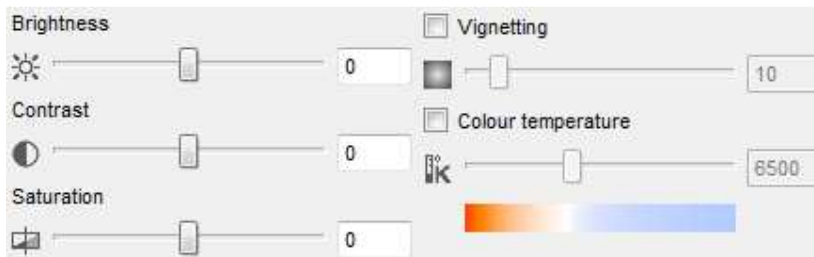 Brightness
0
Contrast
0
Saturation
0
Vignetting
10
Colour temperature
K
6500